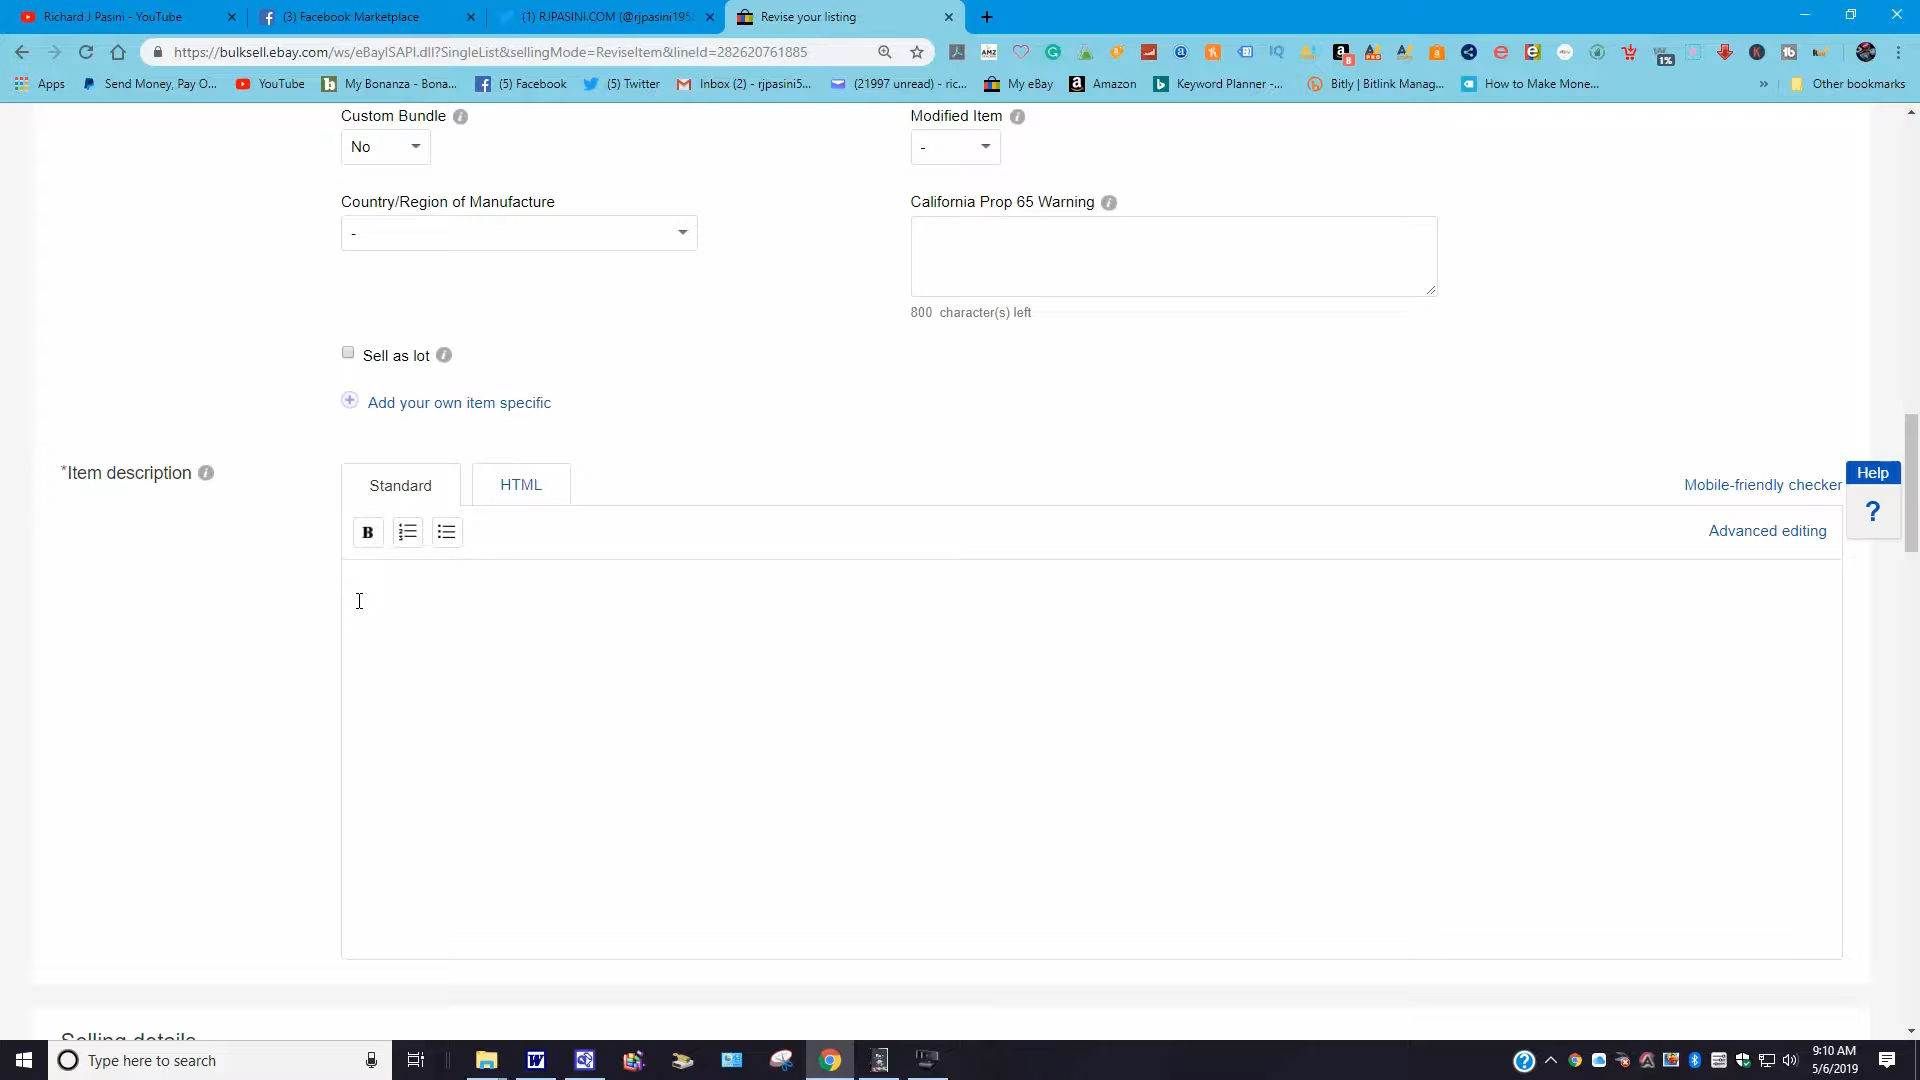 Richard J Pasini - YouTube
(3) Facebook Marketplace
(1) RJPASINI.COM (@rjpasini195
Revise your listing
https://bulksell.ebay.com/ws/eBayISAPI.dll?SingleList&sellingMode=ReviseItem&lineId=282620761885
Apps
Send Money, Pay O...
YouTube
My Bonanza - Bona...
(5) Facebook
(5) Twitter
Inbox (2) - rjpasini5...
(21997 unread) - ric...
My eBay
Amazon
Keyword Planner -...
Bitly | Bitlink Manag...
How to Make Mone...
»
Other bookmarks
Custom Bundle
No
Modified Item
-
Country/Region of Manufacture
-
California Prop 65 Warning
800 character(s) left
Sell as lot
Add your own item specific
*Item description
Standard
HTML
Mobile-friendly checker
Help
?
B
Advanced editing
Selling details
Type here to search
9:10 AM
5/6/2019